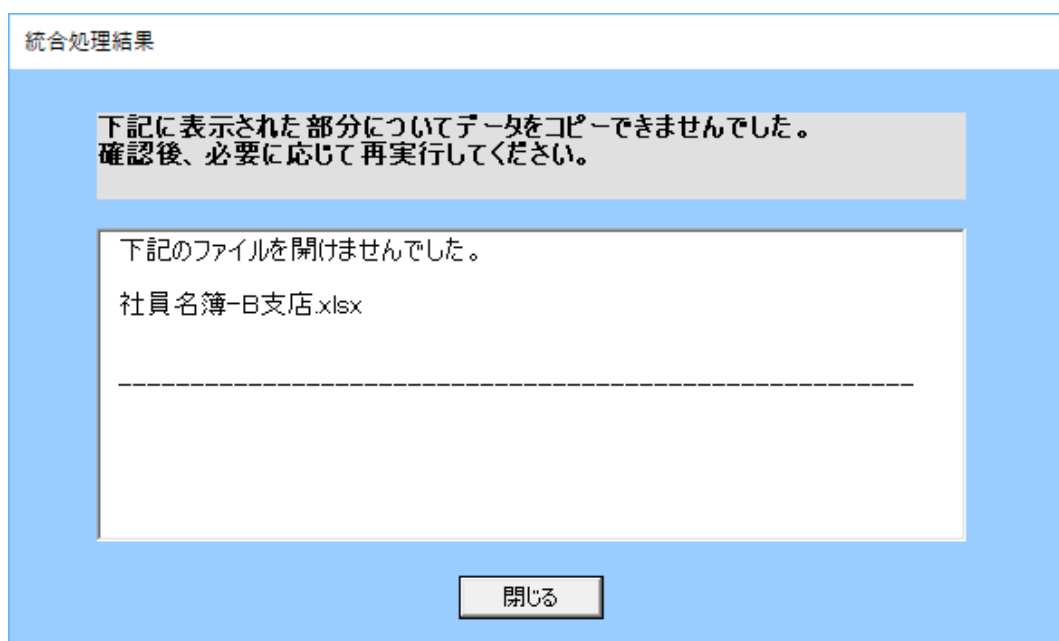 統合処理結果
下記に表示された部分についてデータをコピーできませんでした。
確認後、必要に応じて再実行してください。
下記のファイルを開けませんでした。
社員名簿-B支店.xlsx
-------------------------------------------------------
閉じる